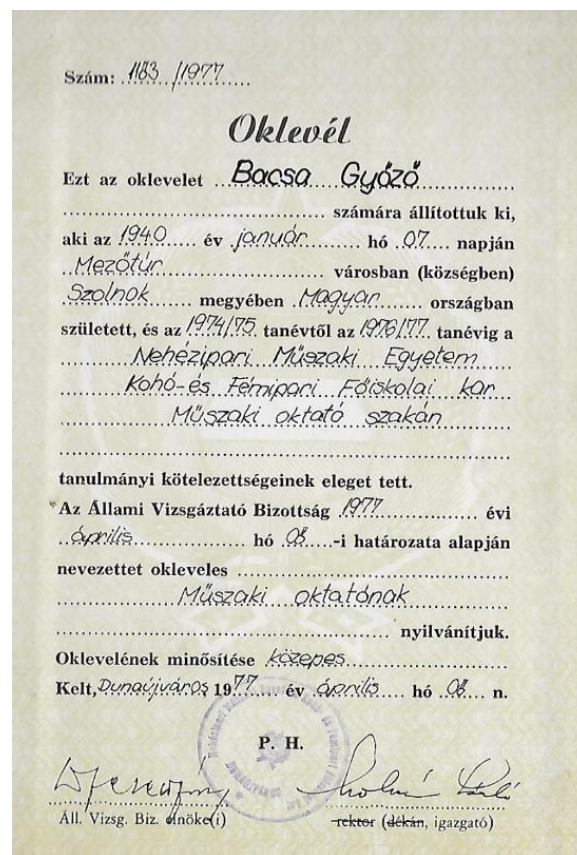 Szám: 1183/1977
Oklevél
Ezt az oklevelet Bacsa Győző
számára állítottuk ki,
aki az 1940 év január hó 07 napján
Mezőtúr városban (községben)
Szolnok megyében Magyar országban
született, és az 1974/75 tanévtől az 1976/77 tanévig a
Nehézipari Műszaki Egyetem
Kohó-és Fémipari Főiskolai kar
Műszaki oktató szakán
tanulmányi kötelezettségeinek eleget tett.
Az Állami Vizsgáztató Bizottság 1977 évi
április hó 08.-i határozata alapján
nevezettet okleveles
Műszaki oktatónak
nyilvánítjuk.
Oklevelének minősítése közepes
Kelt, Dunaújváros 1977 év április hó 08. n.
P. H.
Áll. Vizsg. Biz. elnöke(i) rektor (dékán, igazgató)